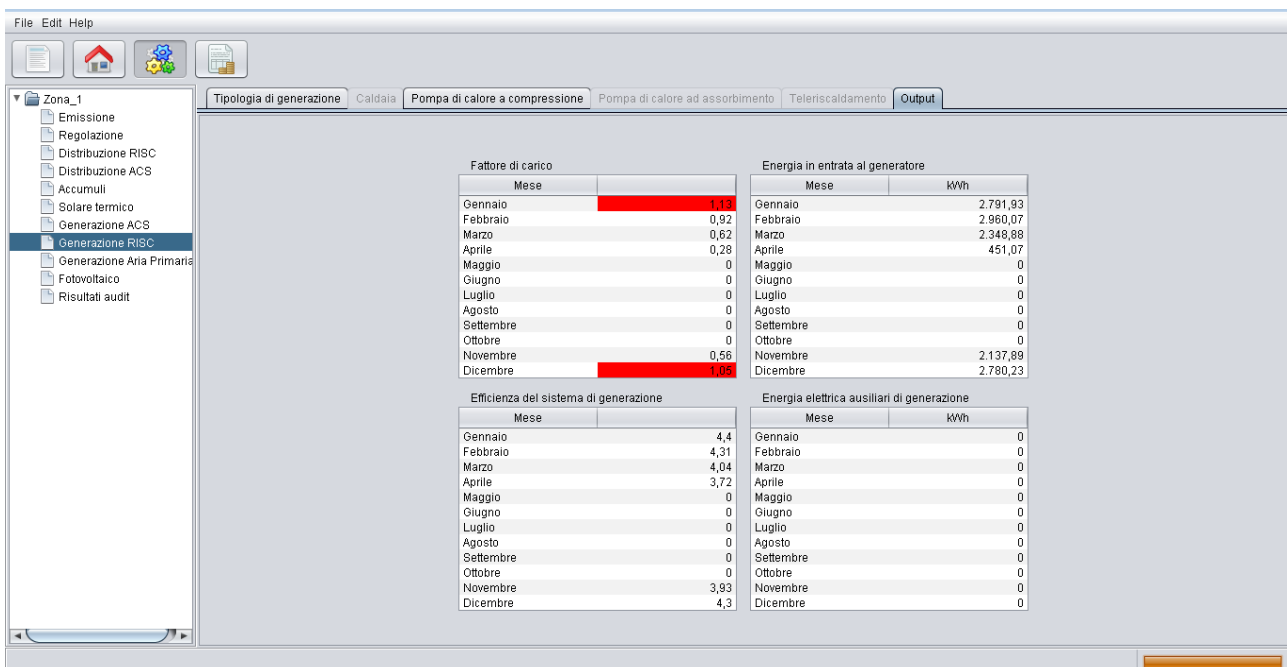 File Edit Help
Zona_1
Emissione
Regolazione
Distribuzione RISC
Distribuzione ACS
Accumuli
Solare termico
Generazione ACS
Generazione RISC
Generazione Aria Primaria
Fotovoltaico
Risultati audit
Tipologia di generazione Caldaia Pompa di calore a compressione Pompa di calore ad assorbimento Teleriscaldamento Output
Fattore di carico
Mese
Gennaio 1,13
Febbraio 0,92
Marzo 0,62
Aprile 0,28
Maggio 0
Giugno 0
Luglio 0
Agosto 0
Settembre 0
Ottobre 0
Novembre 0,56
Dicembre 1,05
Energia in entrata al generatore
Mese kWh
Gennaio 2.791,93
Febbraio 2.960,07
Marzo 2.348,88
Aprile 451,07
Maggio 0
Giugno 0
Luglio 0
Agosto 0
Settembre 0
Ottobre 0
Novembre 2.137,89
Dicembre 2.780,23
Efficienza del sistema di generazione
Mese
Gennaio 4,4
Febbraio 4,31
Marzo 4,04
Aprile 3,72
Maggio 0
Giugno 0
Luglio 0
Agosto 0
Settembre 0
Ottobre 0
Novembre 3,93
Dicembre 4,3
Energia elettrica ausiliari di generazione
Mese kWh
Gennaio 0
Febbraio 0
Marzo 0
Aprile 0
Maggio 0
Giugno 0
Luglio 0
Agosto 0
Settembre 0
Ottobre 0
Novembre 0
Dicembre 0